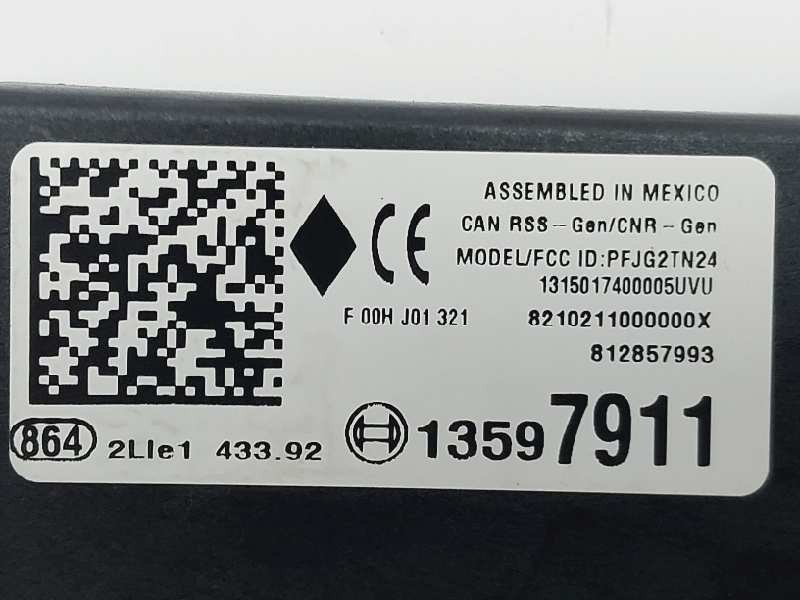 ASSEMBLED IN MEXICO
CAN RSS-Gen/CNR-Gen
CE
MODEL/FCC ID:PFJG2TN24
1315017400005UVU
F 00H J01 321
8210211000000X
812857993
864
2LIe1 433.92
13597911